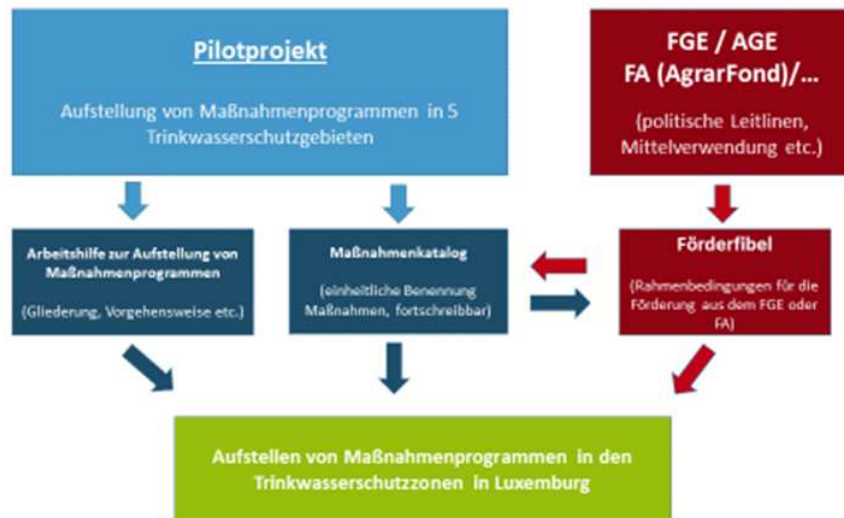 Pilotprojekt
Aufstellung von Maßnahmenprogrammen in 5
Trinkwasserschutzgebieten
FGE / AGE
FA (AgrarFond)/...
(politische Leitlinen,
Mittelverwendung etc.)
Arbeitshilfe zur Aufstellung von
Maßnahmenprogrammen
(Gliederung, Vorgehensweise etc.)
Maßnahmenkatalog
(einheitliche Benennung
Maßnahmen, fortschreibbar)
Förderfibel
(Rahmenbedingungen für die
Förderung aus dem FGE oder
FA)
Aufstellen von Maßnahmenprogrammen in den
Trinkwasserschutzzonen in Luxemburg